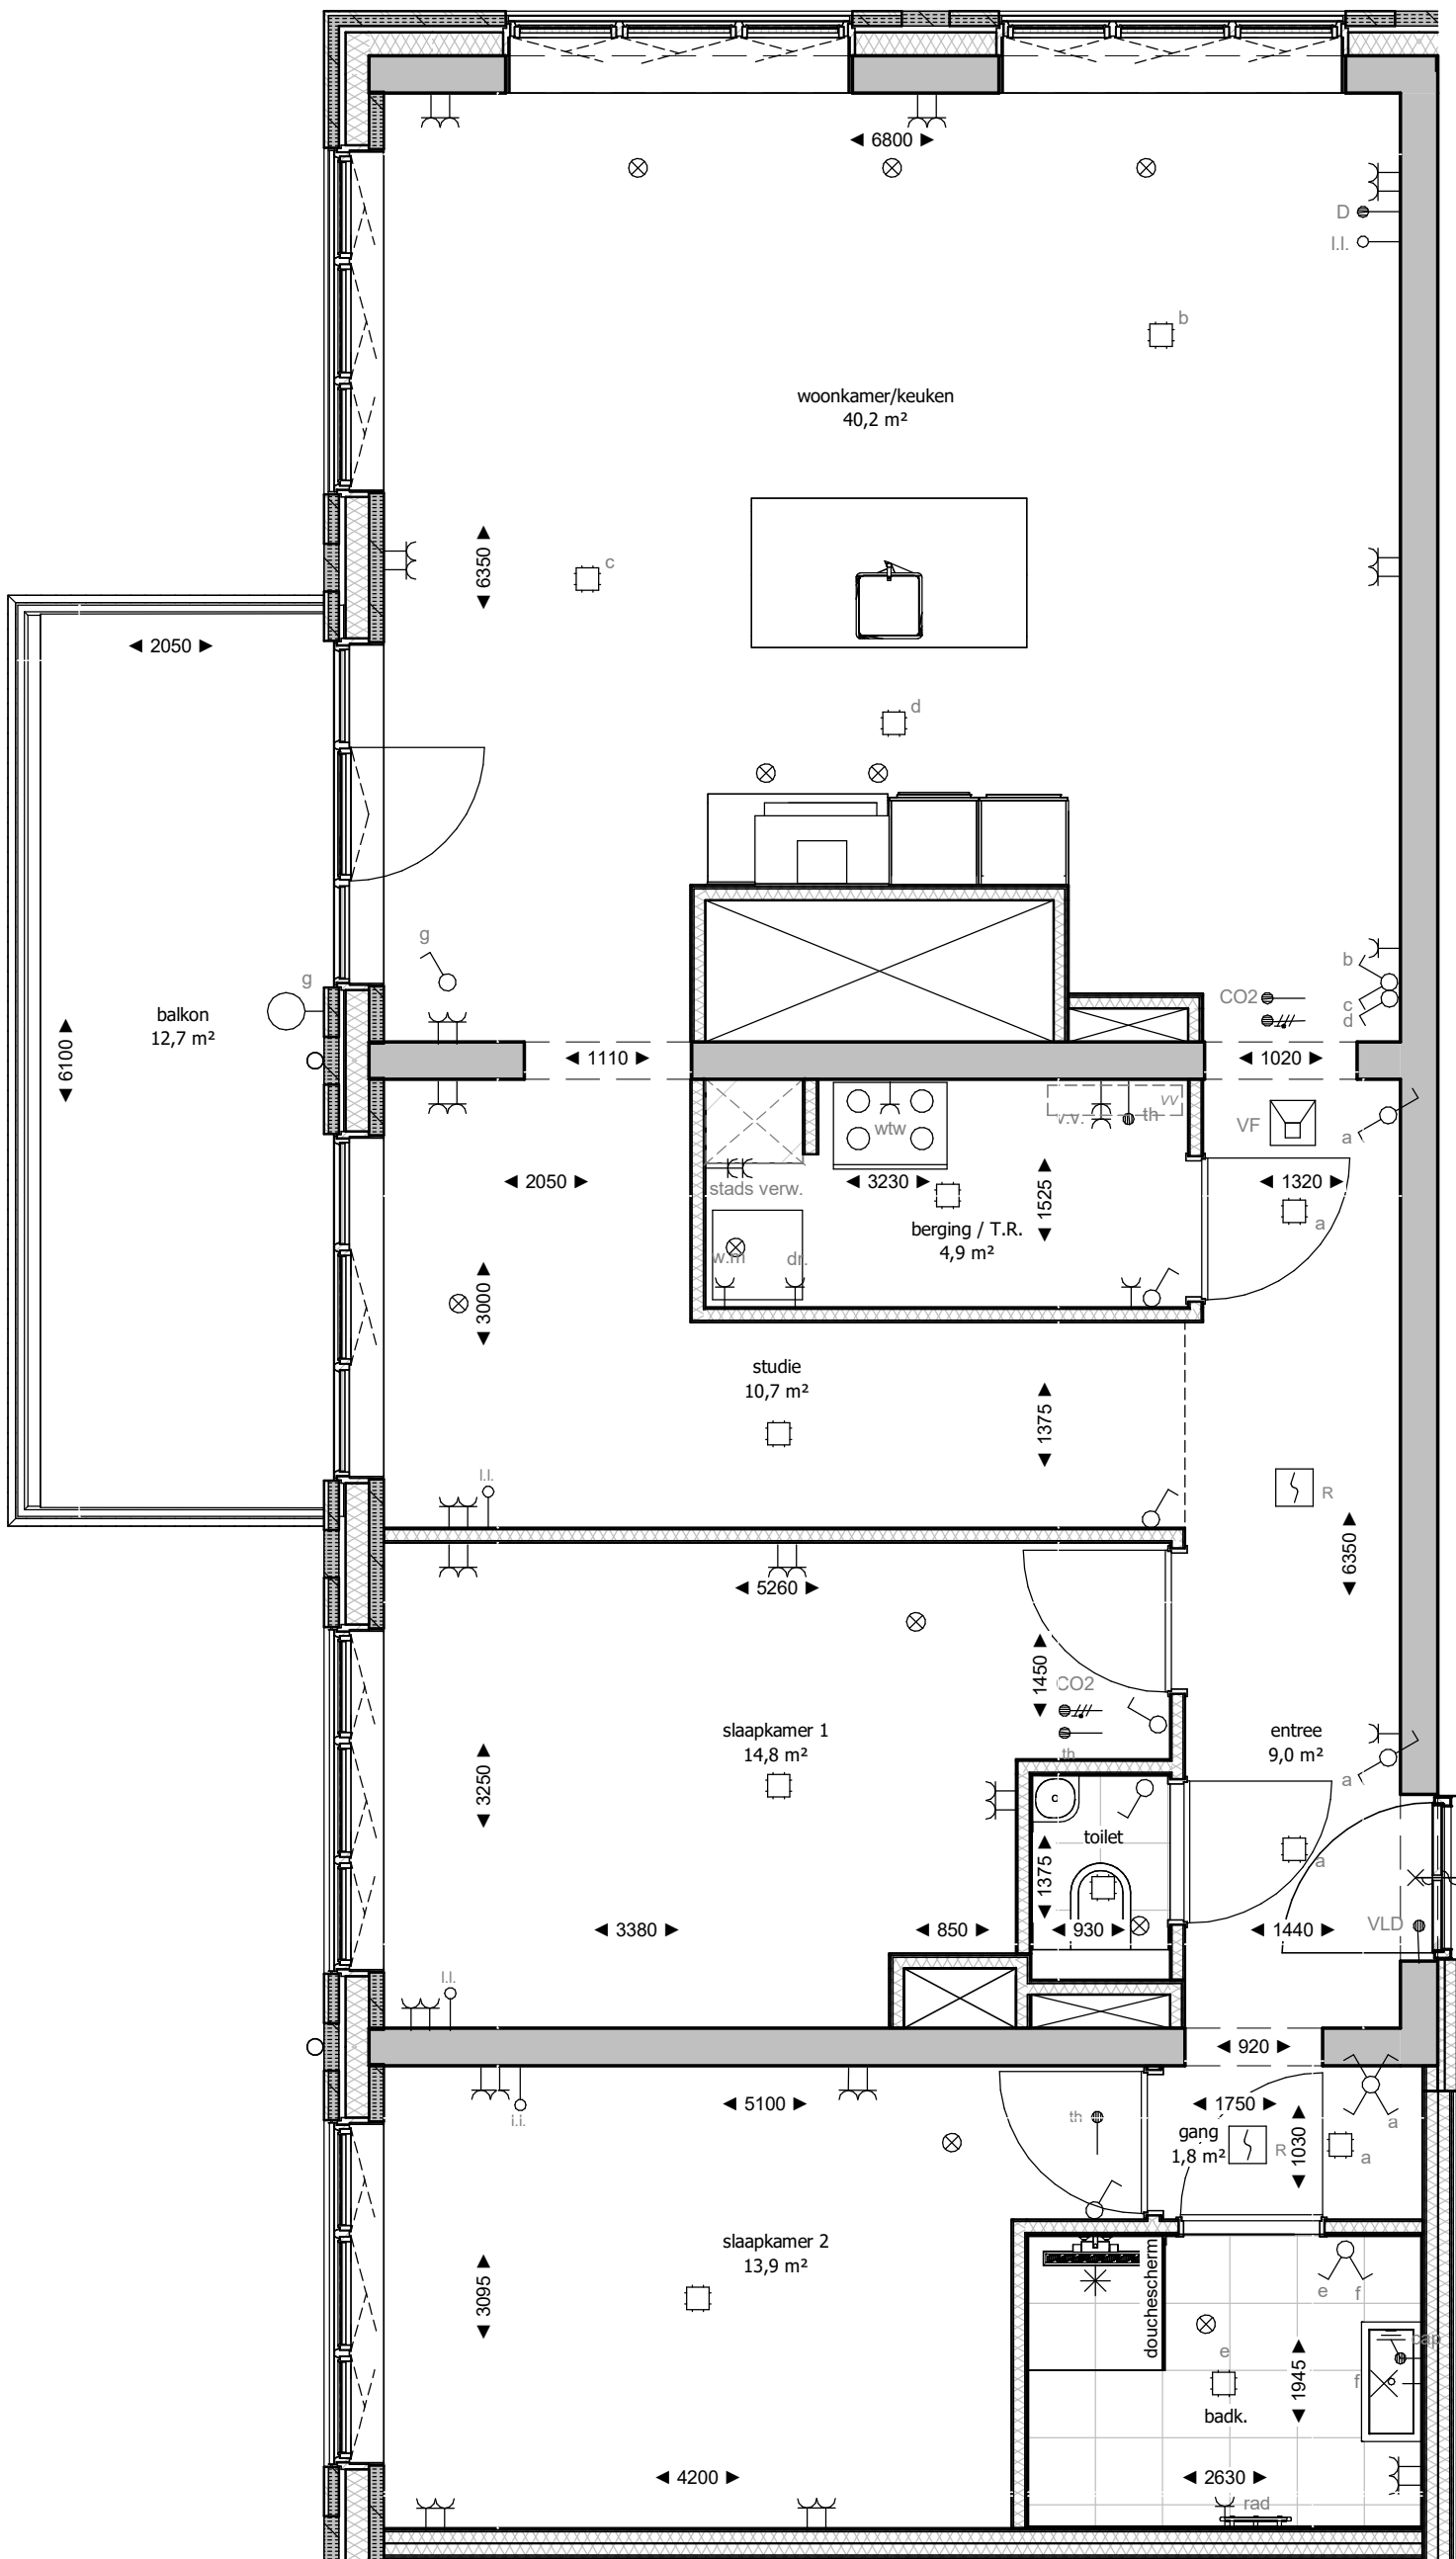 ◄ 6800 ►
D
I.I.
b
woonkamer/keuken
40,2 m²
◄ 6350 ►
c
◄ 2050 ►
d
g
g
b
CO2
c
d
balkon
12,7 m²
◄ 6100 ►
◄ 1110 ►
◄ 1020 ►
vv
v.v.
th
wtw
VF
a
◄ 2050 ►
stads verw.
◄ 3230 ►
◄ 1525 ►
◄ 1320 ►
a
berging / T.R.
4,9 m²
w.m
dr.
◄ 3000 ►
studie
10,7 m²
◄ 1375 ►
I.I.
R
◄ 6350 ►
◄ 5260 ►
◄ 1450 ►
CO2
th
slaapkamer 1
14,8 m²
entree
9,0 m²
◄ 3250 ►
a
toilet
a
◄ 1375 ►
◄ 3380 ►
◄ 850 ►
◄ 930 ►
◄ 1440 ►
VLD
I.I.
◄ 920 ►
◄ 5100 ►
i.i.
th
◄ 1750 ►
gang
1,8 m²
R
◄ 1030 ►
a
a
slaapkamer 2
13,9 m²
◄ 3095 ►
douchescherm
e
f
e
cap
f
◄ 1945 ►
badk.
◄ 4200 ►
◄ 2630 ►
rad